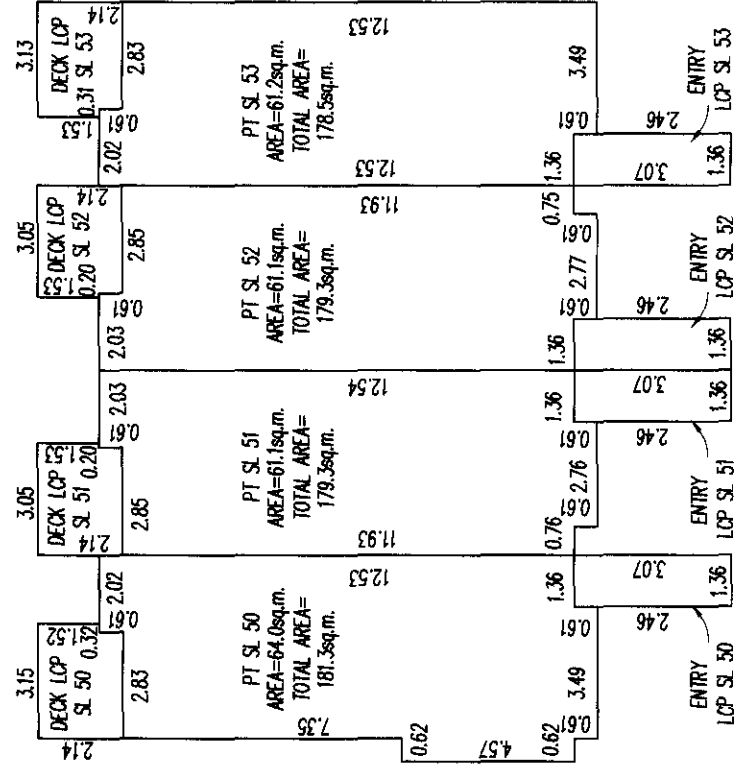 3.15
3.05
3.05
3.13
DECK LCP
SL 50
2.14
1.52
0.32
0.61
2.02
2.83
DECK LCP
SL 51
1.53
0.20
2.14
2.85
0.61
2.03
DECK LCP
0.20 SL 52
1.53
2.14
2.03
0.61
2.85
DECK LCP
0.31 SL 53
1.53
2.14
2.02
0.61
2.83
PT SL 50
AREA=64.0sq.m.
TOTAL AREA=
181.3sq.m.
7.35
12.53
PT SL 51
AREA=61.1sq.m.
TOTAL AREA=
179.3sq.m.
11.93
12.54
PT SL 52
AREA=61.1sq.m.
TOTAL AREA=
179.3sq.m.
11.93
12.53
PT SL 53
AREA=61.2sq.m.
TOTAL AREA=
178.5sq.m.
12.53
0.62
4.57
0.62
0.61
3.49
0.61
1.36
0.76
0.61
2.76
0.61
1.36
1.36
0.61
2.77
0.61
0.75
1.36
0.61
3.49
2.46
3.07
1.36
ENTRY
LCP SL 50
2.46
3.07
1.36
ENTRY
LCP SL 51
2.46
1.36
ENTRY
LCP SL 52
3.07
2.46
1.36
ENTRY
LCP SL 53